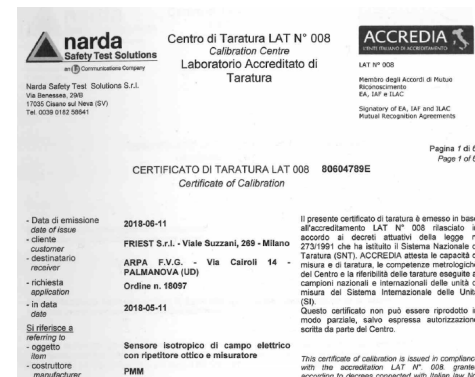 narda
Safety Test Solutions
an L3 Communications Company
Narda Safety Test Solutions S.r.l.
Via Benessea, 29/B
17035 Cisano sul Neva (SV)
Tel. 0039 0182 58641
Centro di Taratura LAT N° 008
Calibration Centre
Laboratorio Accreditato di
Taratura
ACCREDIA
L'ENTE ITALIANO DI ACCREDITAMENTO
LAT N° 008
Membro degli Accordi di Mutuo
Riconoscimento
EA, IAF e ILAC
Signatory of EA, IAF and ILAC
Mutual Recognition Agreements
Pagina 1 di 6
Page 1 of 6
CERTIFICATO DI TARATURA LAT 008 80604789E
Certificate of Calibration
- Data di emissione 2018-06-11
date of issue
- cliente FRIEST S.r.l. - Viale Suzzani, 269 - Milano
customer
- destinatario ARPA F.V.G. - Via Cairoli 14 -
receiver PALMANOVA (UD)
- richiesta Ordine n. 18097
application
- in data 2018-05-11
date
Si riferisce a
referring to
- oggetto Sensore isotropico di campo elettrico
item con ripetitore ottico e misuratore
- costruttore PMM
manufacturer
Il presente certificato di taratura è emesso in base
all'accreditamento LAT N° 008 rilasciato in
accordo ai decreti attuativi della legge n
273/1991 che ha istituito il Sistema Nazionale d
Taratura (SNT). ACCREDIA attesta le capacità d
misura e di taratura, le competenze metrologiche
del Centro e la riferibilità delle tarature eseguite a
campioni nazionali e internazionali delle unità d
misura del Sistema Internazionale delle Unità
(SI).
Questo certificato non può essere riprodotto in
modo parziale, salvo espressa autorizzazione
scritta da parte del Centro.
This certificate of calibration is issued in compliance
with the accreditation LAT N°. 008. granted
according to decrees connected with Italian law No